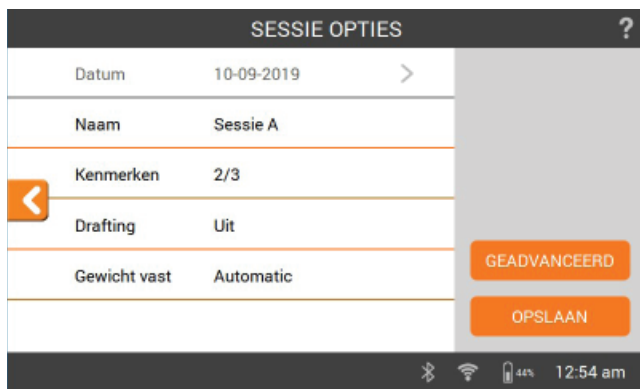 SESSIE OPTIES ?
Datum 10-09-2019
Naam Sessie A
Kenmerken 2/3
Drafting Uit
Gewicht vast Automatic
GEADVANCEERD
OPSLAAN
44% 12:54 am